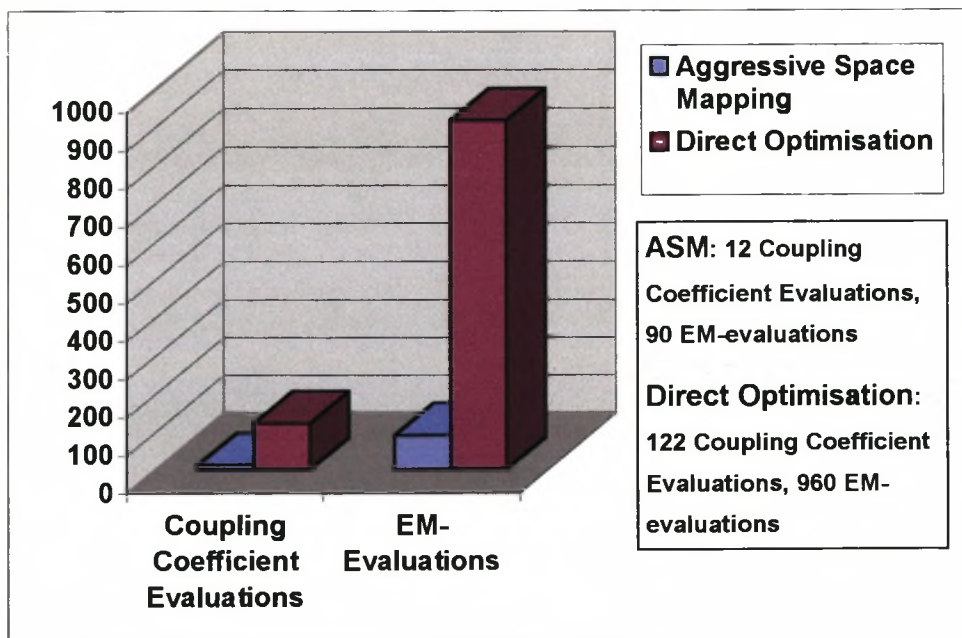 1000
900
800
700
600
500
400
300
200
100
0
Coupling
Coefficient
Evaluations
EM-
Evaluations
Aggressive Space
Mapping
Direct Optimisation
ASM: 12 Coupling
Coefficient Evaluations,
90 EM-evaluations
Direct Optimisation:
122 Coupling Coefficient
Evaluations, 960 EM-
evaluations